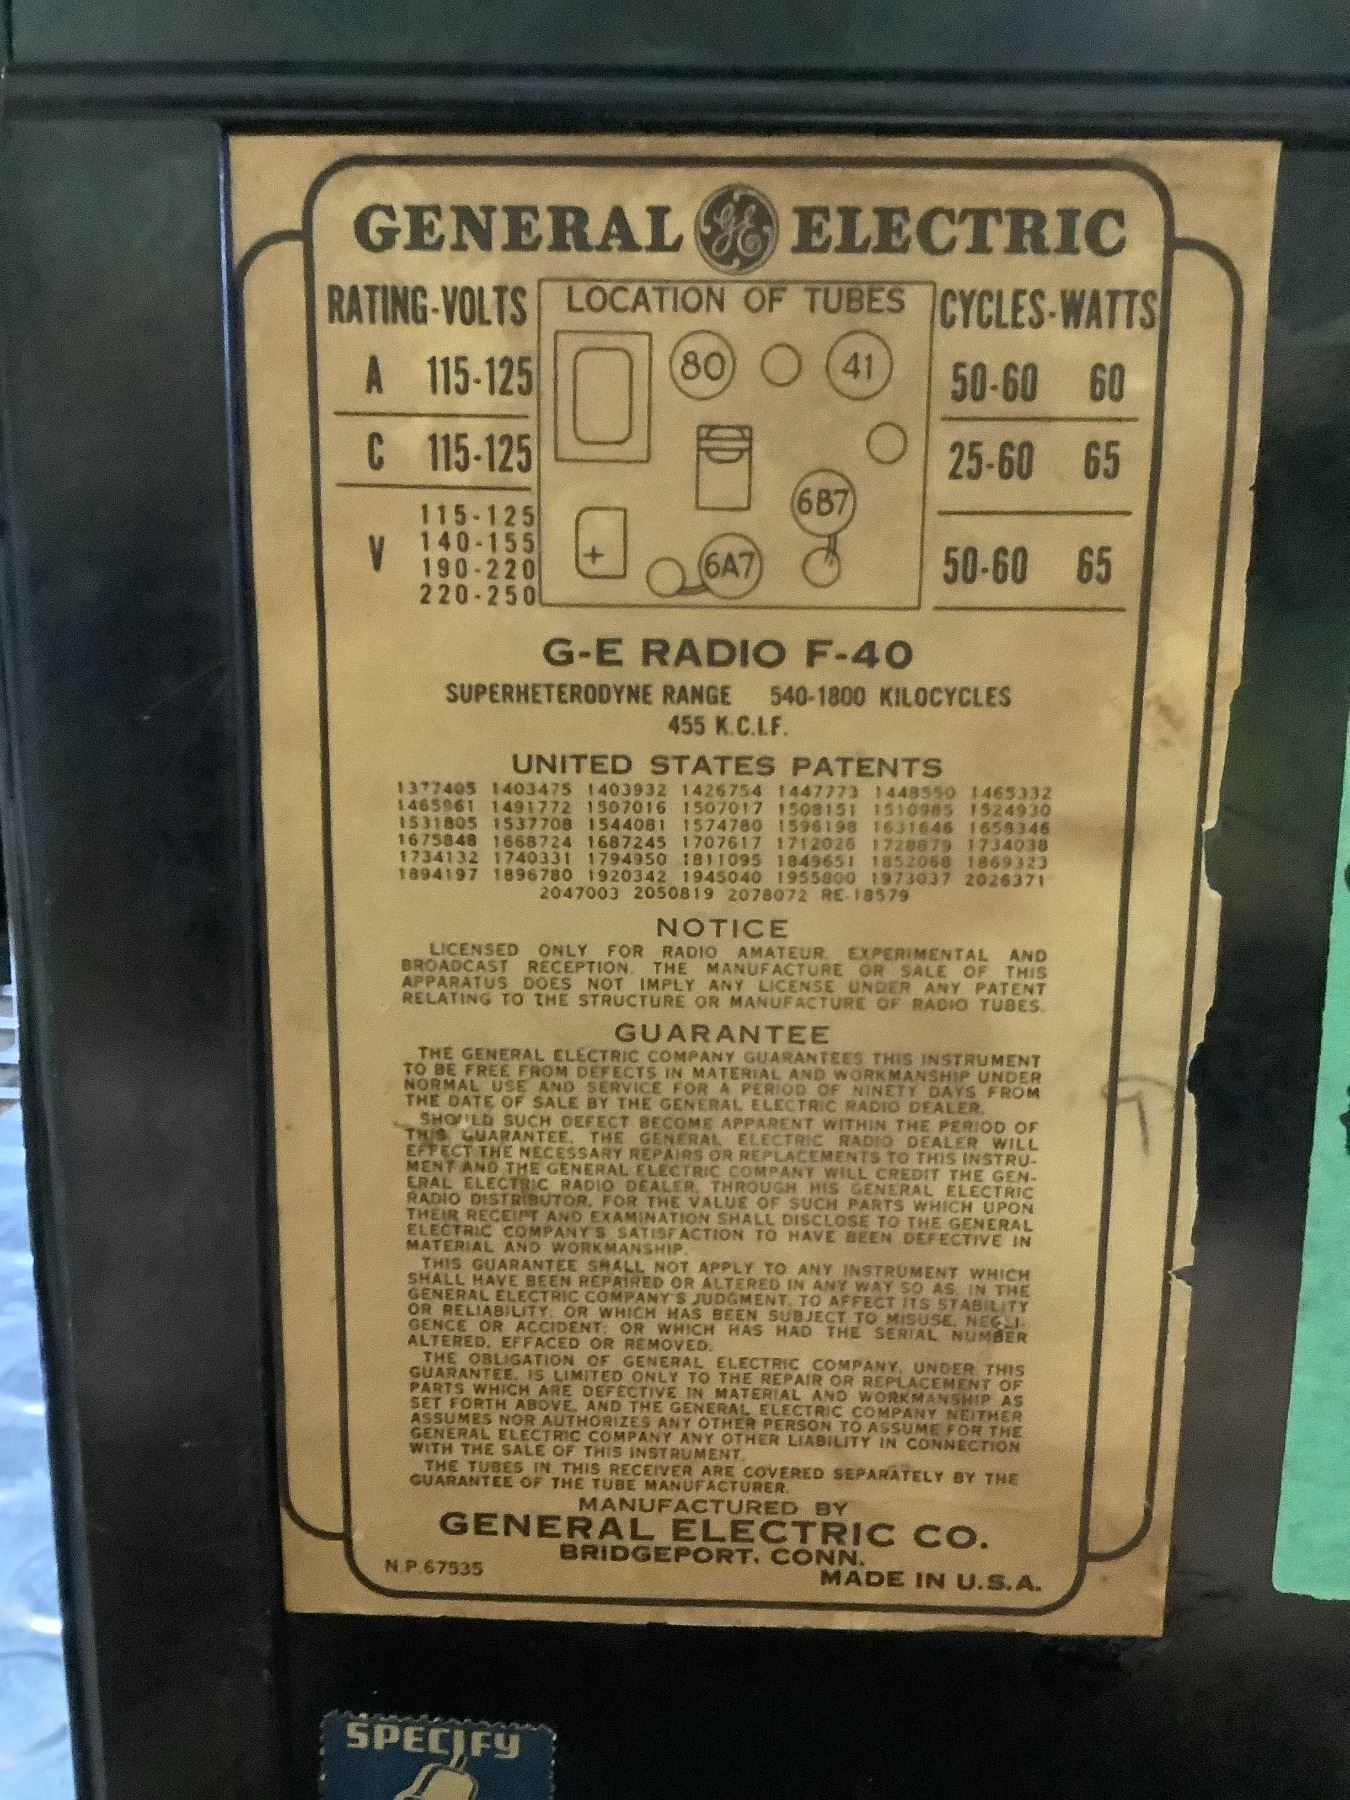 GENERAL GE ELECTRIC
RATING-VOLTS LOCATION OF TUBES CYCLES-WATTS
A 115-125 80 41 50-60 60
C 115-125 25-60 65
6B7
V 115-125
140-155
190-220
220-250
+ 6A7 50-60 65
G-E RADIO F-40
SUPERHETERODYNE RANGE 540-1800 KILOCYCLES
455 K.C.I.F.
UNITED STATES PATENTS
1377405 1403475 1403932 1426754 1447773 1448550 1465332
1465961 1491772 1507016 1507017 1508151 1510985 1524930
1531805 1537708 1544081 1574780 1596198 1631646 1658346
1675848 1668724 1687245 1707617 1712026 1728879 1734038
1734132 1740331 1794950 1811095 1849651 1852068 1869323
1894197 1896780 1920342 1945040 1955800 1973037 2026371
2047003 2050819 2078072 RE-18579
NOTICE
LICENSED ONLY FOR RADIO AMATEUR, EXPERIMENTAL AND
BROADCAST RECEPTION. THE MANUFACTURE OR SALE OF THIS
APPARATUS DOES NOT IMPLY ANY LICENSE UNDER ANY PATENT
RELATING TO THE STRUCTURE OR MANUFACTURE OF RADIO TUBES.
GUARANTEE
THE GENERAL ELECTRIC COMPANY GUARANTEES THIS INSTRUMENT
TO BE FREE FROM DEFECTS IN MATERIAL AND WORKMANSHIP UNDER
NORMAL USE AND SERVICE FOR A PERIOD OF NINETY DAYS FROM
THE DATE OF SALE BY THE GENERAL ELECTRIC RADIO DEALER.
SHOULD SUCH DEFECT BECOME APPARENT WITHIN THE PERIOD OF
THIS GUARANTEE, THE GENERAL ELECTRIC RADIO DEALER WILL
EFFECT THE NECESSARY REPAIRS OR REPLACEMENTS TO THIS INSTRU-
MENT AND THE GENERAL ELECTRIC COMPANY WILL CREDIT THE GEN-
ERAL ELECTRIC RADIO DEALER, THROUGH HIS GENERAL ELECTRIC
RADIO DISTRIBUTOR, FOR THE VALUE OF SUCH PARTS WHICH UPON
THEIR RECEIPT AND EXAMINATION SHALL DISCLOSE TO THE GENERAL
ELECTRIC COMPANY'S SATISFACTION TO HAVE BEEN DEFECTIVE IN
MATERIAL AND WORKMANSHIP.
THIS GUARANTEE SHALL NOT APPLY TO ANY INSTRUMENT WHICH
SHALL HAVE BEEN REPAIRED OR ALTERED IN ANY WAY SO AS, IN THE
GENERAL ELECTRIC COMPANY'S JUDGMENT, TO AFFECT ITS STABILITY
OR RELIABILITY; OR WHICH HAS BEEN SUBJECT TO MISUSE, NEGLI-
GENCE OR ACCIDENT; OR WHICH HAS HAD THE SERIAL NUMBER
ALTERED, EFFACED OR REMOVED.
THE OBLIGATION OF GENERAL ELECTRIC COMPANY, UNDER THIS
GUARANTEE, IS LIMITED ONLY TO THE REPAIR OR REPLACEMENT OF
PARTS WHICH ARE DEFECTIVE IN MATERIAL AND WORKMANSHIP AS
SET FORTH ABOVE, AND THE GENERAL ELECTRIC COMPANY NEITHER
ASSUMES NOR AUTHORIZES ANY OTHER PERSON TO ASSUME FOR THE
GENERAL ELECTRIC COMPANY ANY OTHER LIABILITY IN CONNECTION
WITH THE SALE OF THIS INSTRUMENT.
THE TUBES IN THIS RECEIVER ARE COVERED SEPARATELY BY THE
GUARANTEE OF THE TUBE MANUFACTURER.
MANUFACTURED BY
GENERAL ELECTRIC CO.
BRIDGEPORT, CONN.
N.P.67535 MADE IN U.S.A.
SPECIFY